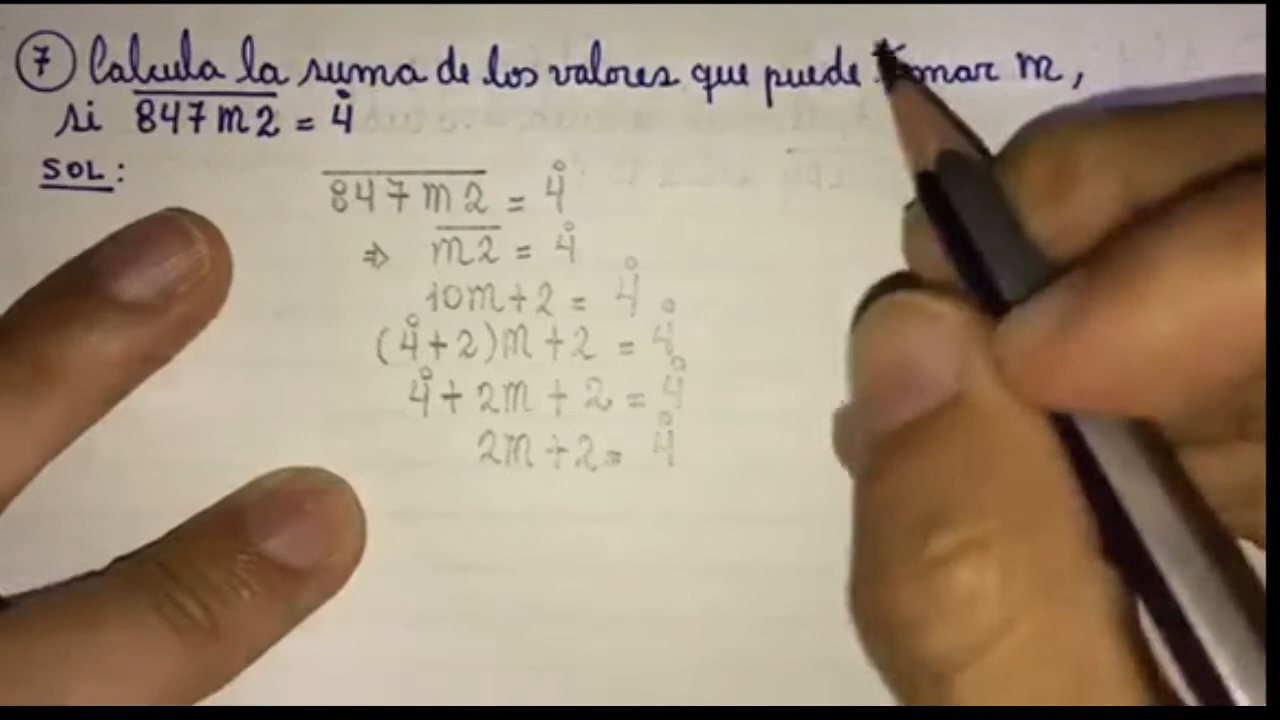 7 Calcula la suma de los valores que puede tomar m,
si 847m2 = 4̊
SOL:
847m2 = 4̊
⇒ m2 = 4̊
10m+2 = 4̊
(4̊+2)m+2 = 4̊
4̊+2m+2 = 4̊
2m+2= 4̊